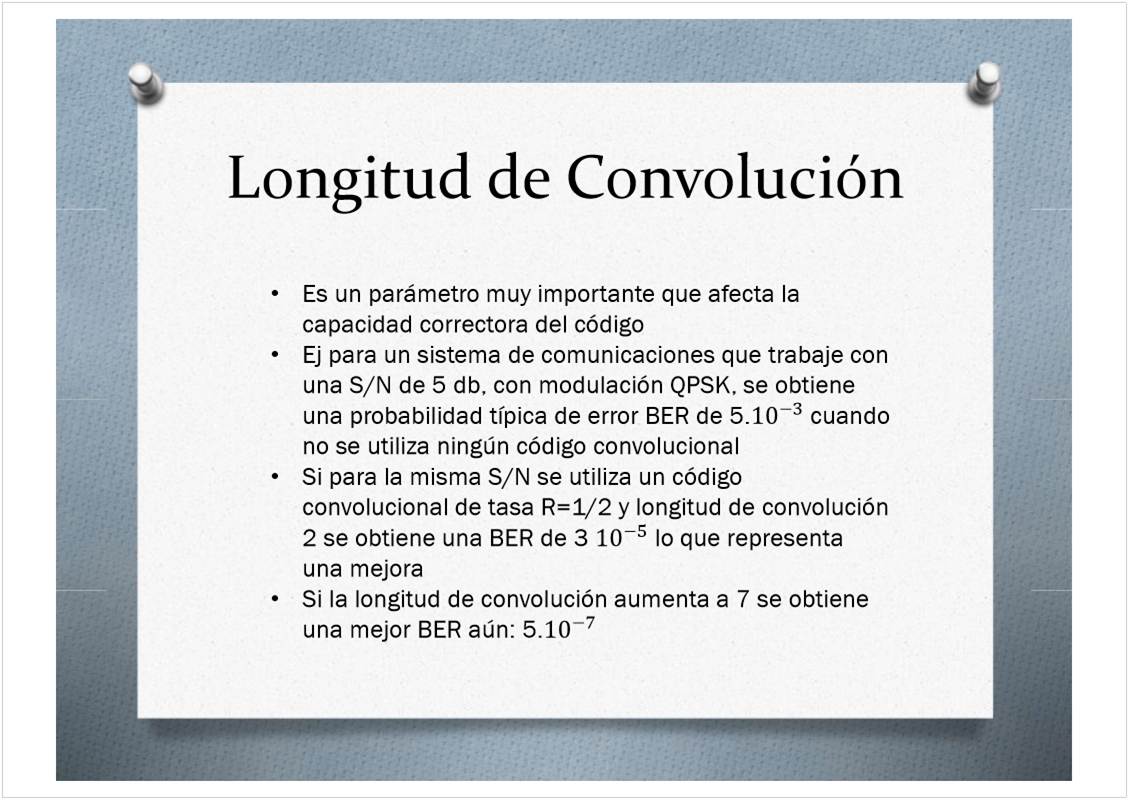 Longitud de Convolución
• Es un parámetro muy importante que afecta la
capacidad correctora del código
• Ej para un sistema de comunicaciones que trabaje con
una S/N de 5 db, con modulación QPSK, se obtiene
una probabilidad típica de error BER de 5.10⁻³ cuando
no se utiliza ningún código convolucional
• Si para la misma S/N se utiliza un código
convolucional de tasa R=1/2 y longitud de convolución
2 se obtiene una BER de 3 10⁻⁵ lo que representa
una mejora
• Si la longitud de convolución aumenta a 7 se obtiene
una mejor BER aún: 5.10⁻⁷